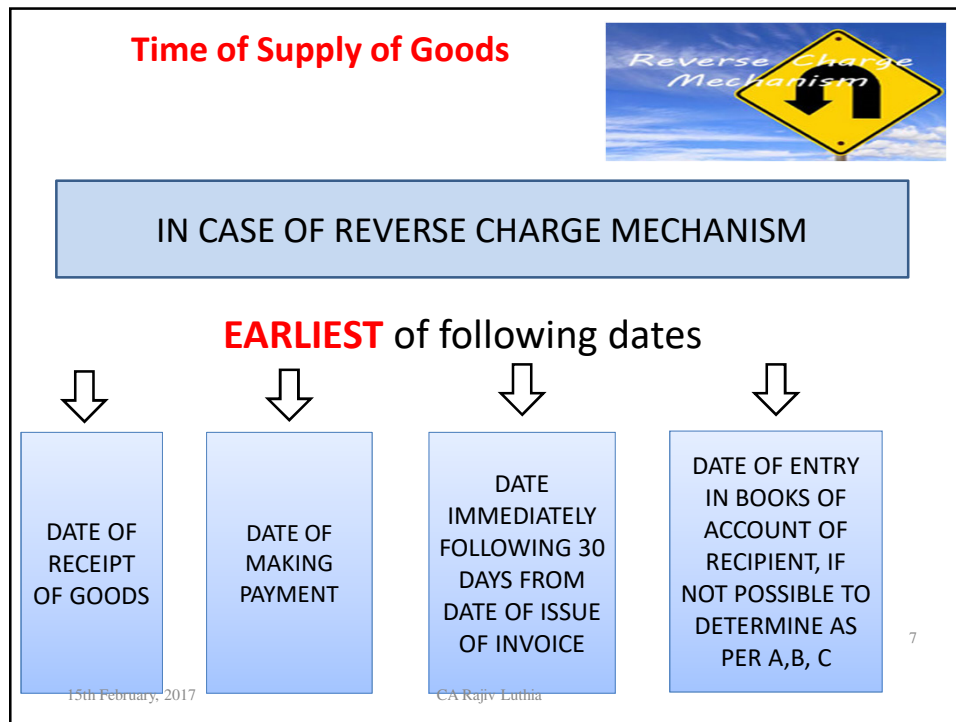 Time of Supply of Goods
Reverse Charge
Mechanism
IN CASE OF REVERSE CHARGE MECHANISM
EARLIEST of following dates
DATE OF
RECEIPT
OF GOODS
DATE OF
MAKING
PAYMENT
DATE
IMMEDIATELY
FOLLOWING 30
DAYS FROM
DATE OF ISSUE
OF INVOICE
DATE OF ENTRY
IN BOOKS OF
ACCOUNT OF
RECIPIENT, IF
NOT POSSIBLE TO
DETERMINE AS
PER A,B, C
7
15th February, 2017
CA Rajiv Luthia